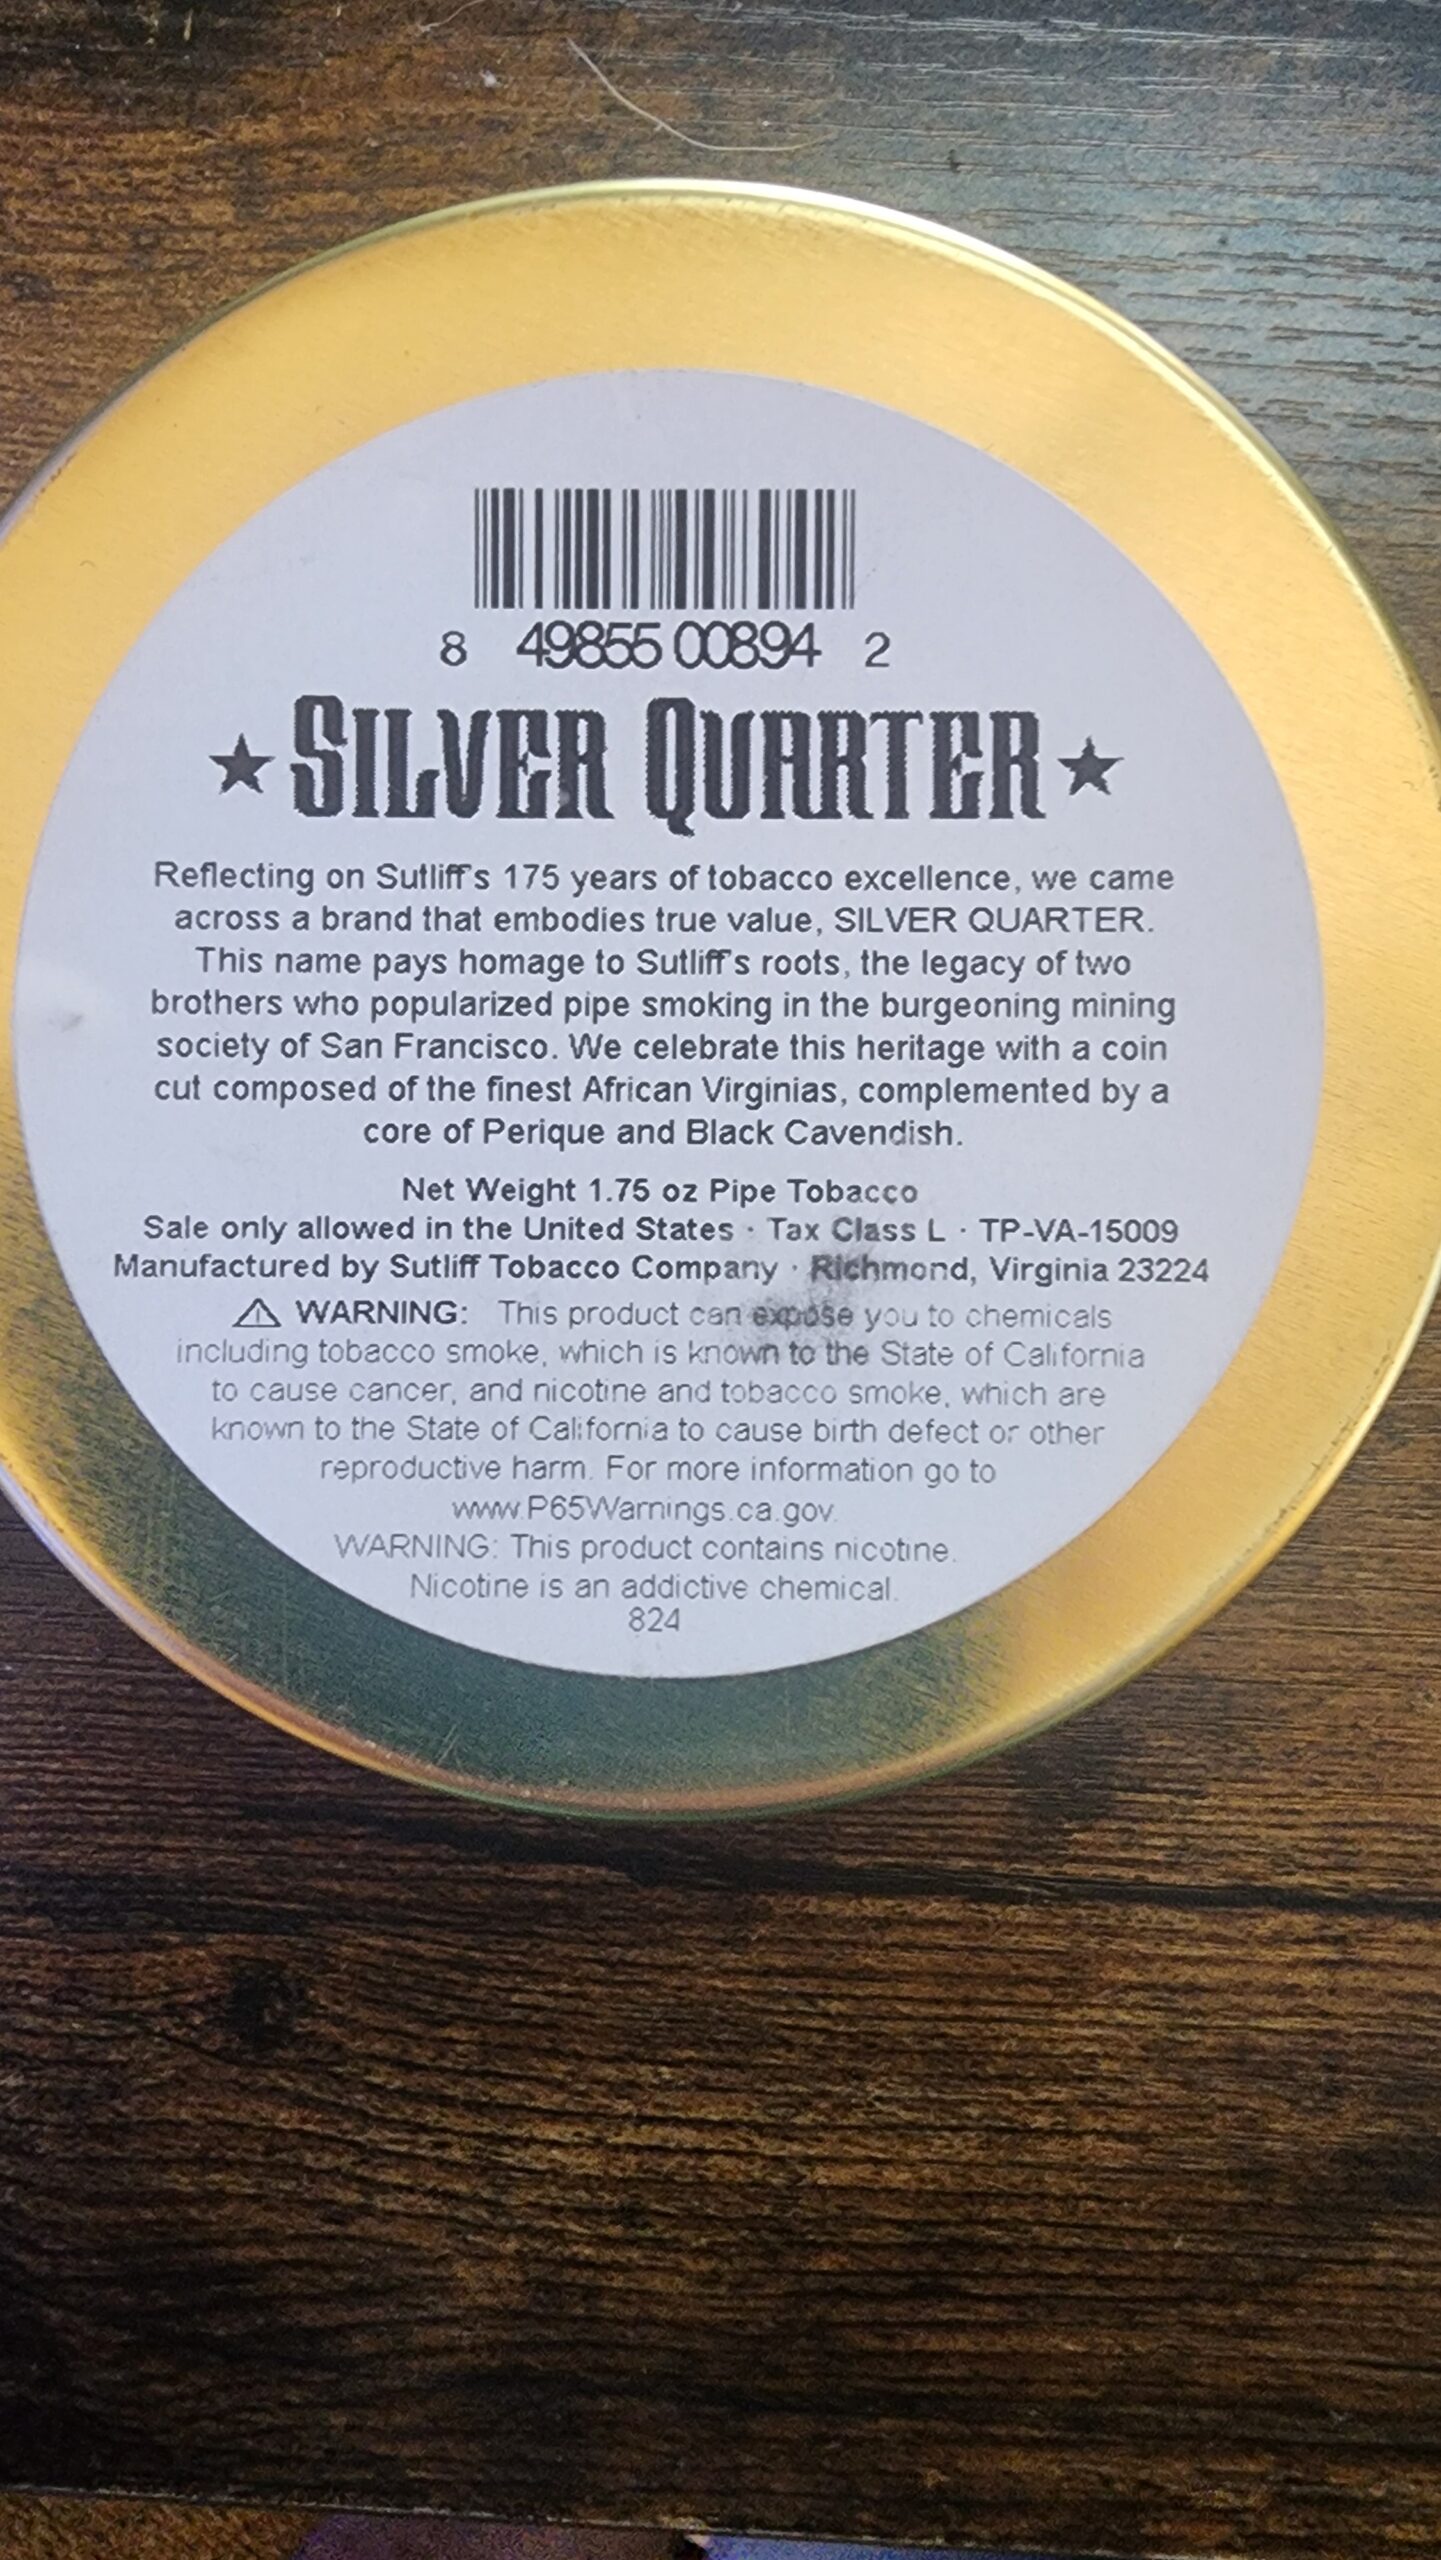 8 49855 00894 2
★ SILVER QUARTER ★
Reflecting on Sutliff's 175 years of tobacco excellence, we came
across a brand that embodies true value, SILVER QUARTER.
This name pays homage to Sutliff's roots, the legacy of two
brothers who popularized pipe smoking in the burgeoning mining
society of San Francisco. We celebrate this heritage with a coin
cut composed of the finest African Virginias, complemented by a
core of Perique and Black Cavendish.
Net Weight 1.75 oz Pipe Tobacco
Sale only allowed in the United States · Tax Class L · TP-VA-15009
Manufactured by Sutliff Tobacco Company · Richmond, Virginia 23224
⚠ WARNING: This product can expose you to chemicals
including tobacco smoke, which is known to the State of California
to cause cancer, and nicotine and tobacco smoke, which are
known to the State of California to cause birth defect or other
reproductive harm. For more information go to
www.P65Warnings.ca.gov.
WARNING: This product contains nicotine.
Nicotine is an addictive chemical.
824